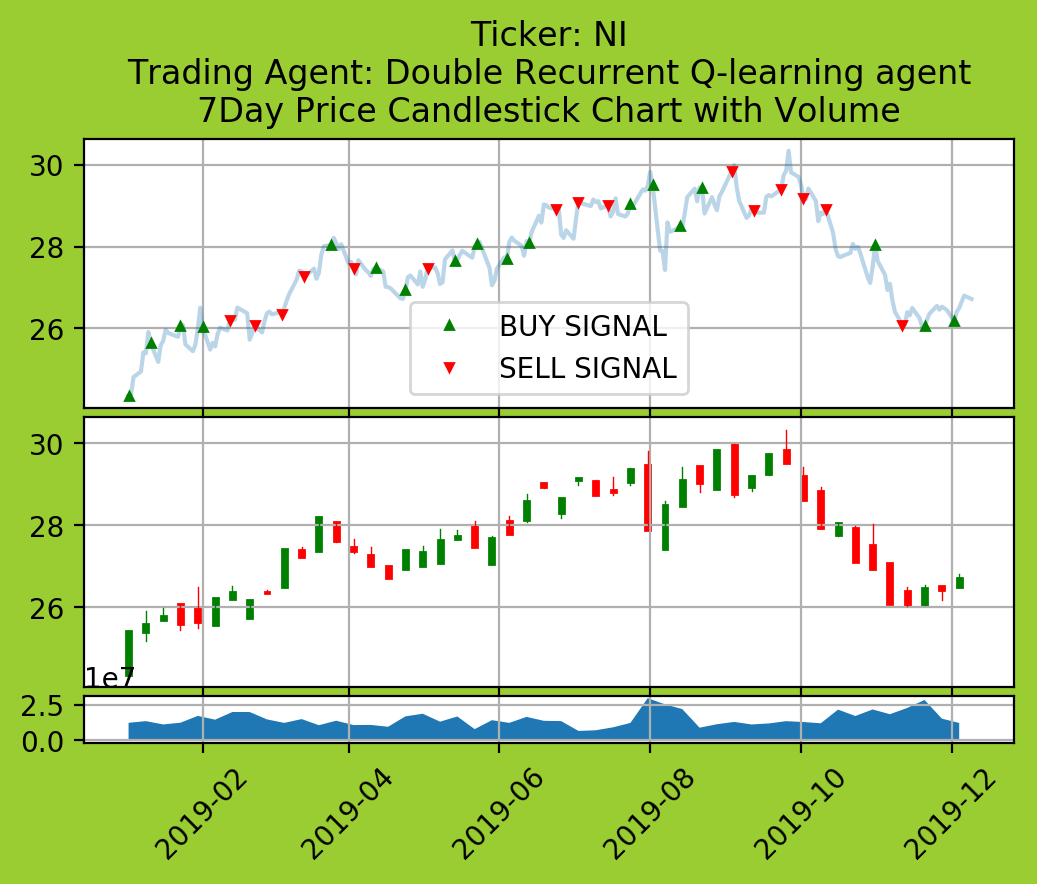 Ticker: NI
Trading Agent: Double Recurrent Q-learning agent
7Day Price Candlestick Chart with Volume
30
28
26
BUY SIGNAL
SELL SIGNAL
30
28
26
1e7
2.5
0.0
2019-02
2019-04
2019-06
2019-08
2019-10
2019-12